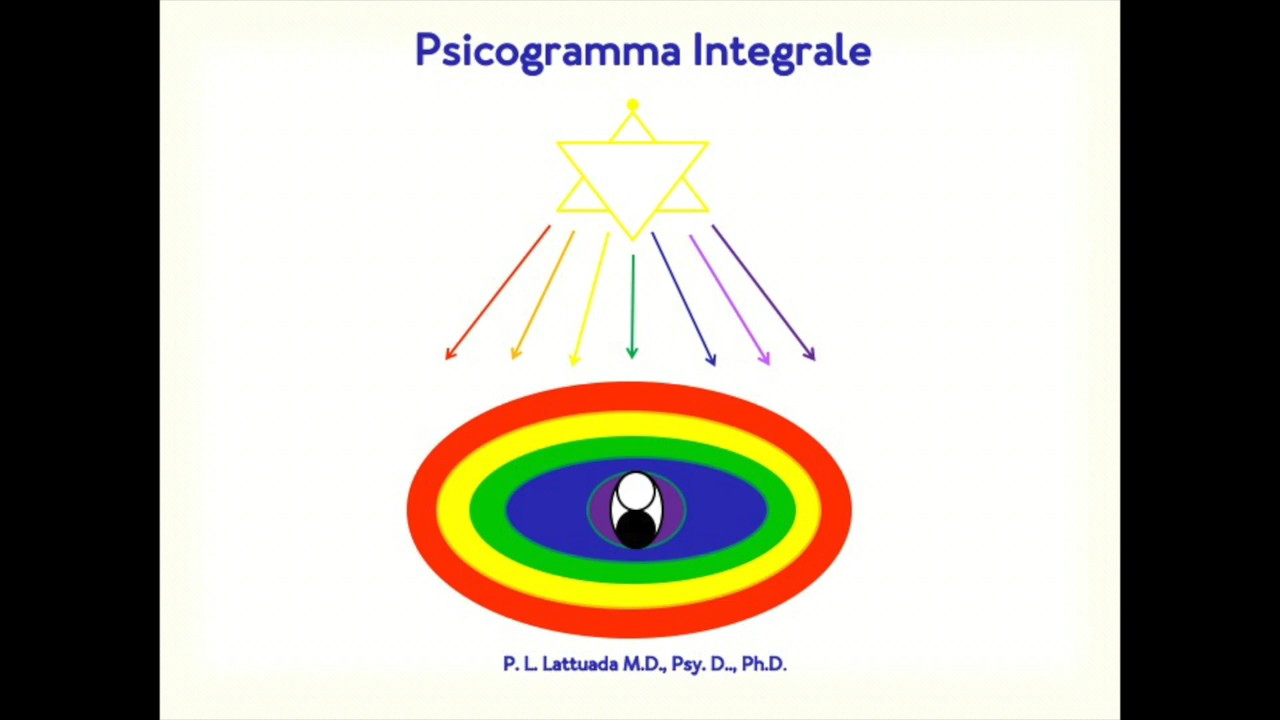 Psicogramma Integrale
P. L. Lattuada M.D., Psy. D.., Ph.D.